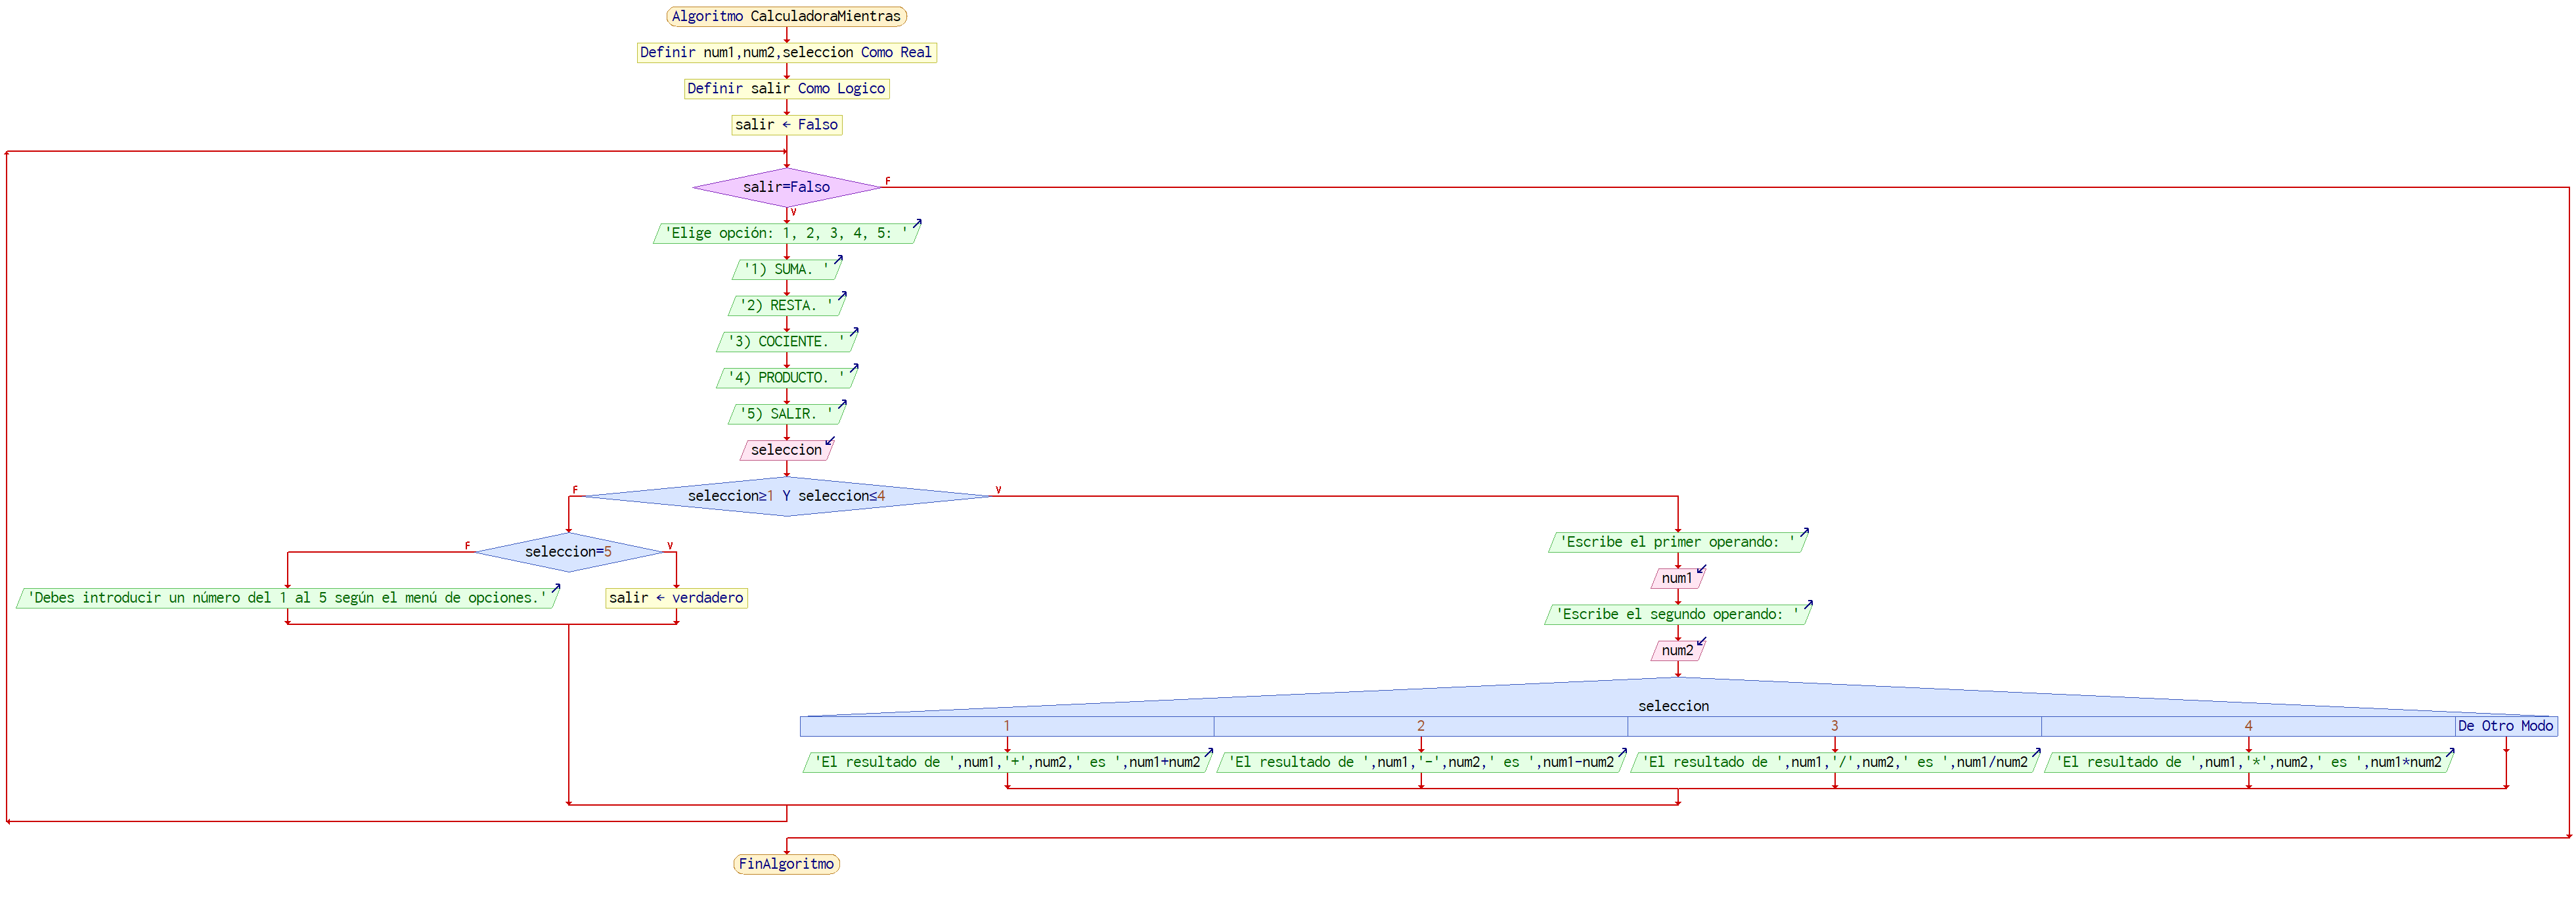 Algoritmo CalculadoraMientras
Definir num1,num2,seleccion Como Real
Definir salir Como Logico
salir ← Falso
salir=Falso
F
V
'Elige opción: 1, 2, 3, 4, 5: '
'1) SUMA. '
'2) RESTA. '
'3) COCIENTE. '
'4) PRODUCTO. '
'5) SALIR. '
seleccion
seleccion≥1 Y seleccion≤4
F
V
seleccion=5
F
V
'Debes introducir un número del 1 al 5 según el menú de opciones.'
salir ← verdadero
'Escribe el primer operando: '
num1
'Escribe el segundo operando: '
num2
seleccion
1
2
3
4
De Otro Modo
'El resultado de ',num1,'+',num2,' es ',num1+num2
'El resultado de ',num1,'-',num2,' es ',num1-num2
'El resultado de ',num1,'/',num2,' es ',num1/num2
'El resultado de ',num1,'*',num2,' es ',num1*num2
FinAlgoritmo